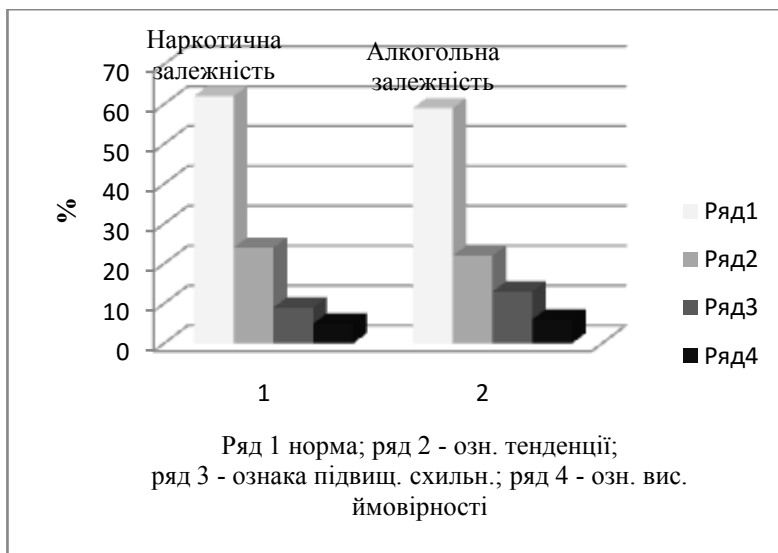 Наркотична
залежність
Алкогольна
залежність
70
60
50
40
30
20
10
0
%
1
2
Ряд1
Ряд2
Ряд3
Ряд4
Ряд 1 норма; ряд 2 - озн. тенденції;
ряд 3 - ознака підвищ. схильн.; ряд 4 - озн. вис.
ймовірності